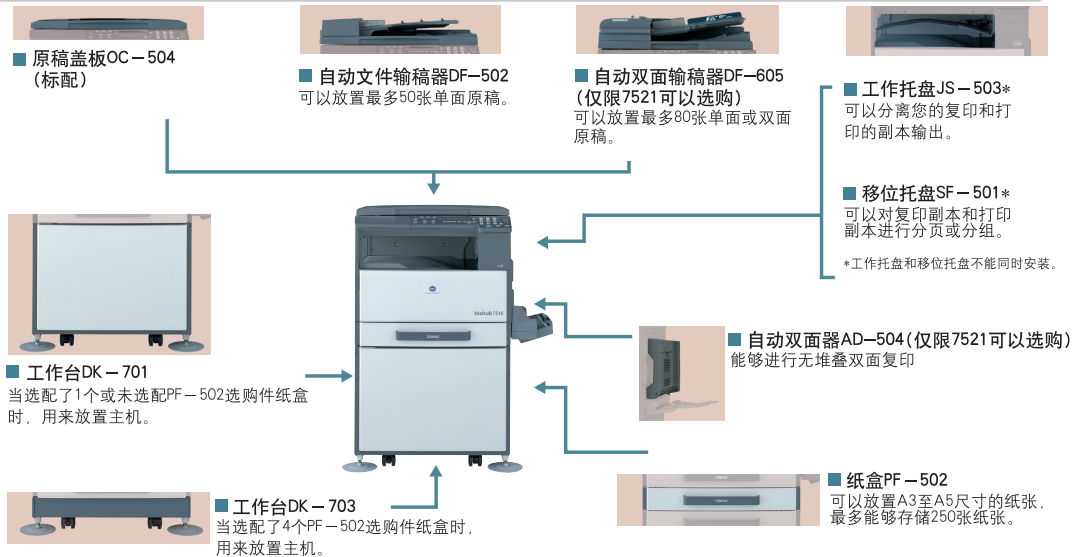 原稿盖板OC－504
（标配）
自动文件输稿器DF－502
可以放置最多50张单面原稿。
自动双面输稿器DF－605
（仅限7521可以选购）
可以放置最多80张单面或双面
原稿。
工作托盘JS－503*
可以分离您的复印和打
印的副本输出。
移位托盘SF－501*
可以对复印副本和打印
副本进行分页或分组。
*工作托盘和移位托盘不能同时安装。
bizhub 7516
自动双面器AD－504（仅限7521可以选购）
能够进行无堆叠双面复印
工作台DK－701
当选配了1个或未选配PF－502选购件纸盒
时，用来放置主机。
纸盒PF－502
可以放置A3至A5尺寸的纸张，
最多能够存储250张纸张。
工作台DK－703
当选配了4个PF－502选购件纸盒时，
用来放置主机。